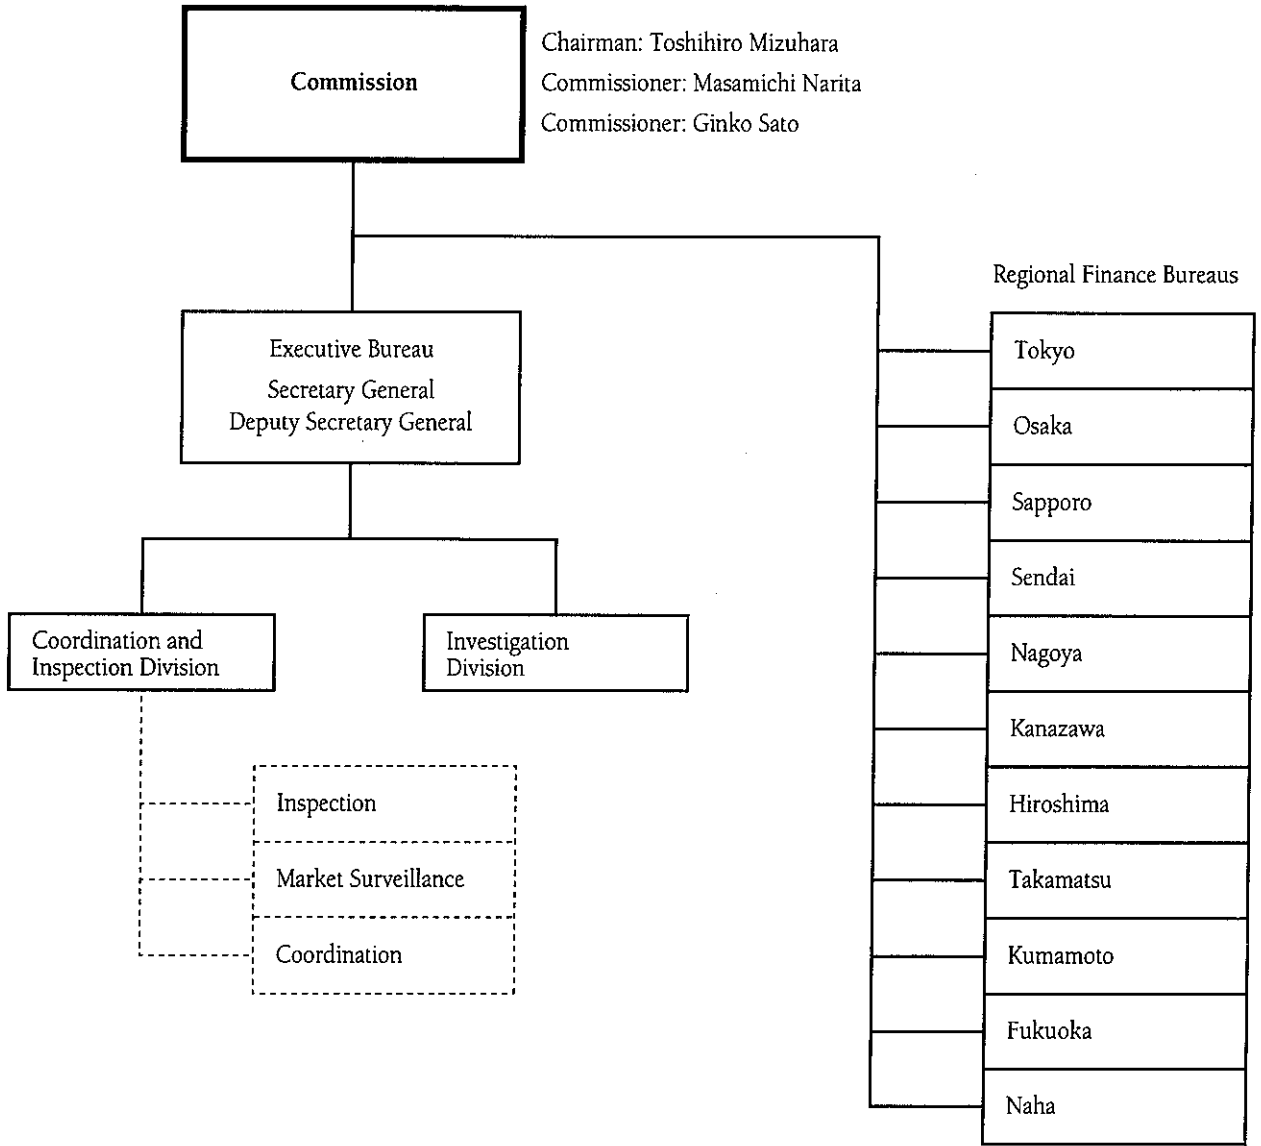 Commission
Chairman: Toshihiro Mizuhara
Commissioner: Masamichi Narita
Commissioner: Ginko Sato
Executive Bureau
Secretary General
Deputy Secretary General
Coordination and
Inspection Division
Investigation
Division
Inspection
Market Surveillance
Coordination
Regional Finance Bureaus
Tokyo
Osaka
Sapporo
Sendai
Nagoya
Kanazawa
Hiroshima
Takamatsu
Kumamoto
Fukuoka
Naha